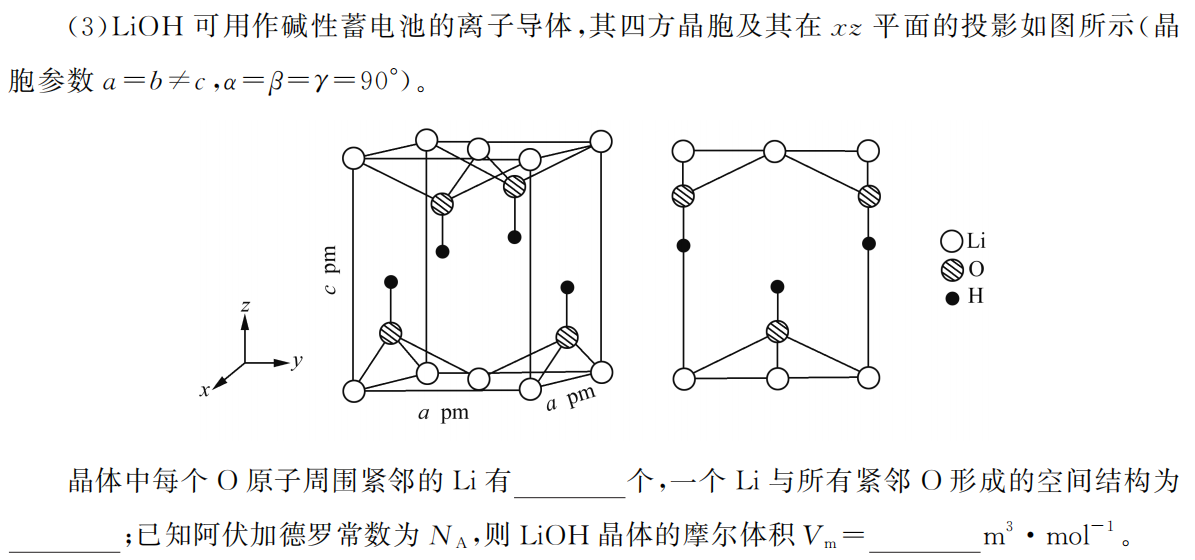 (3)LiOH 可用作碱性蓄电池的离子导体,其四方晶胞及其在 xz 平面的投影如图所示(晶
胞参数 a=b≠c,α=β=γ=90°)。
c pm
z
y
x
a pm
a pm
Li
O
H
晶体中每个 O 原子周围紧邻的 Li 有________个,一个 Li 与所有紧邻 O 形成的空间结构为
________;已知阿伏加德罗常数为 N_A,则 LiOH 晶体的摩尔体积 V_m=________m³·mol⁻¹。